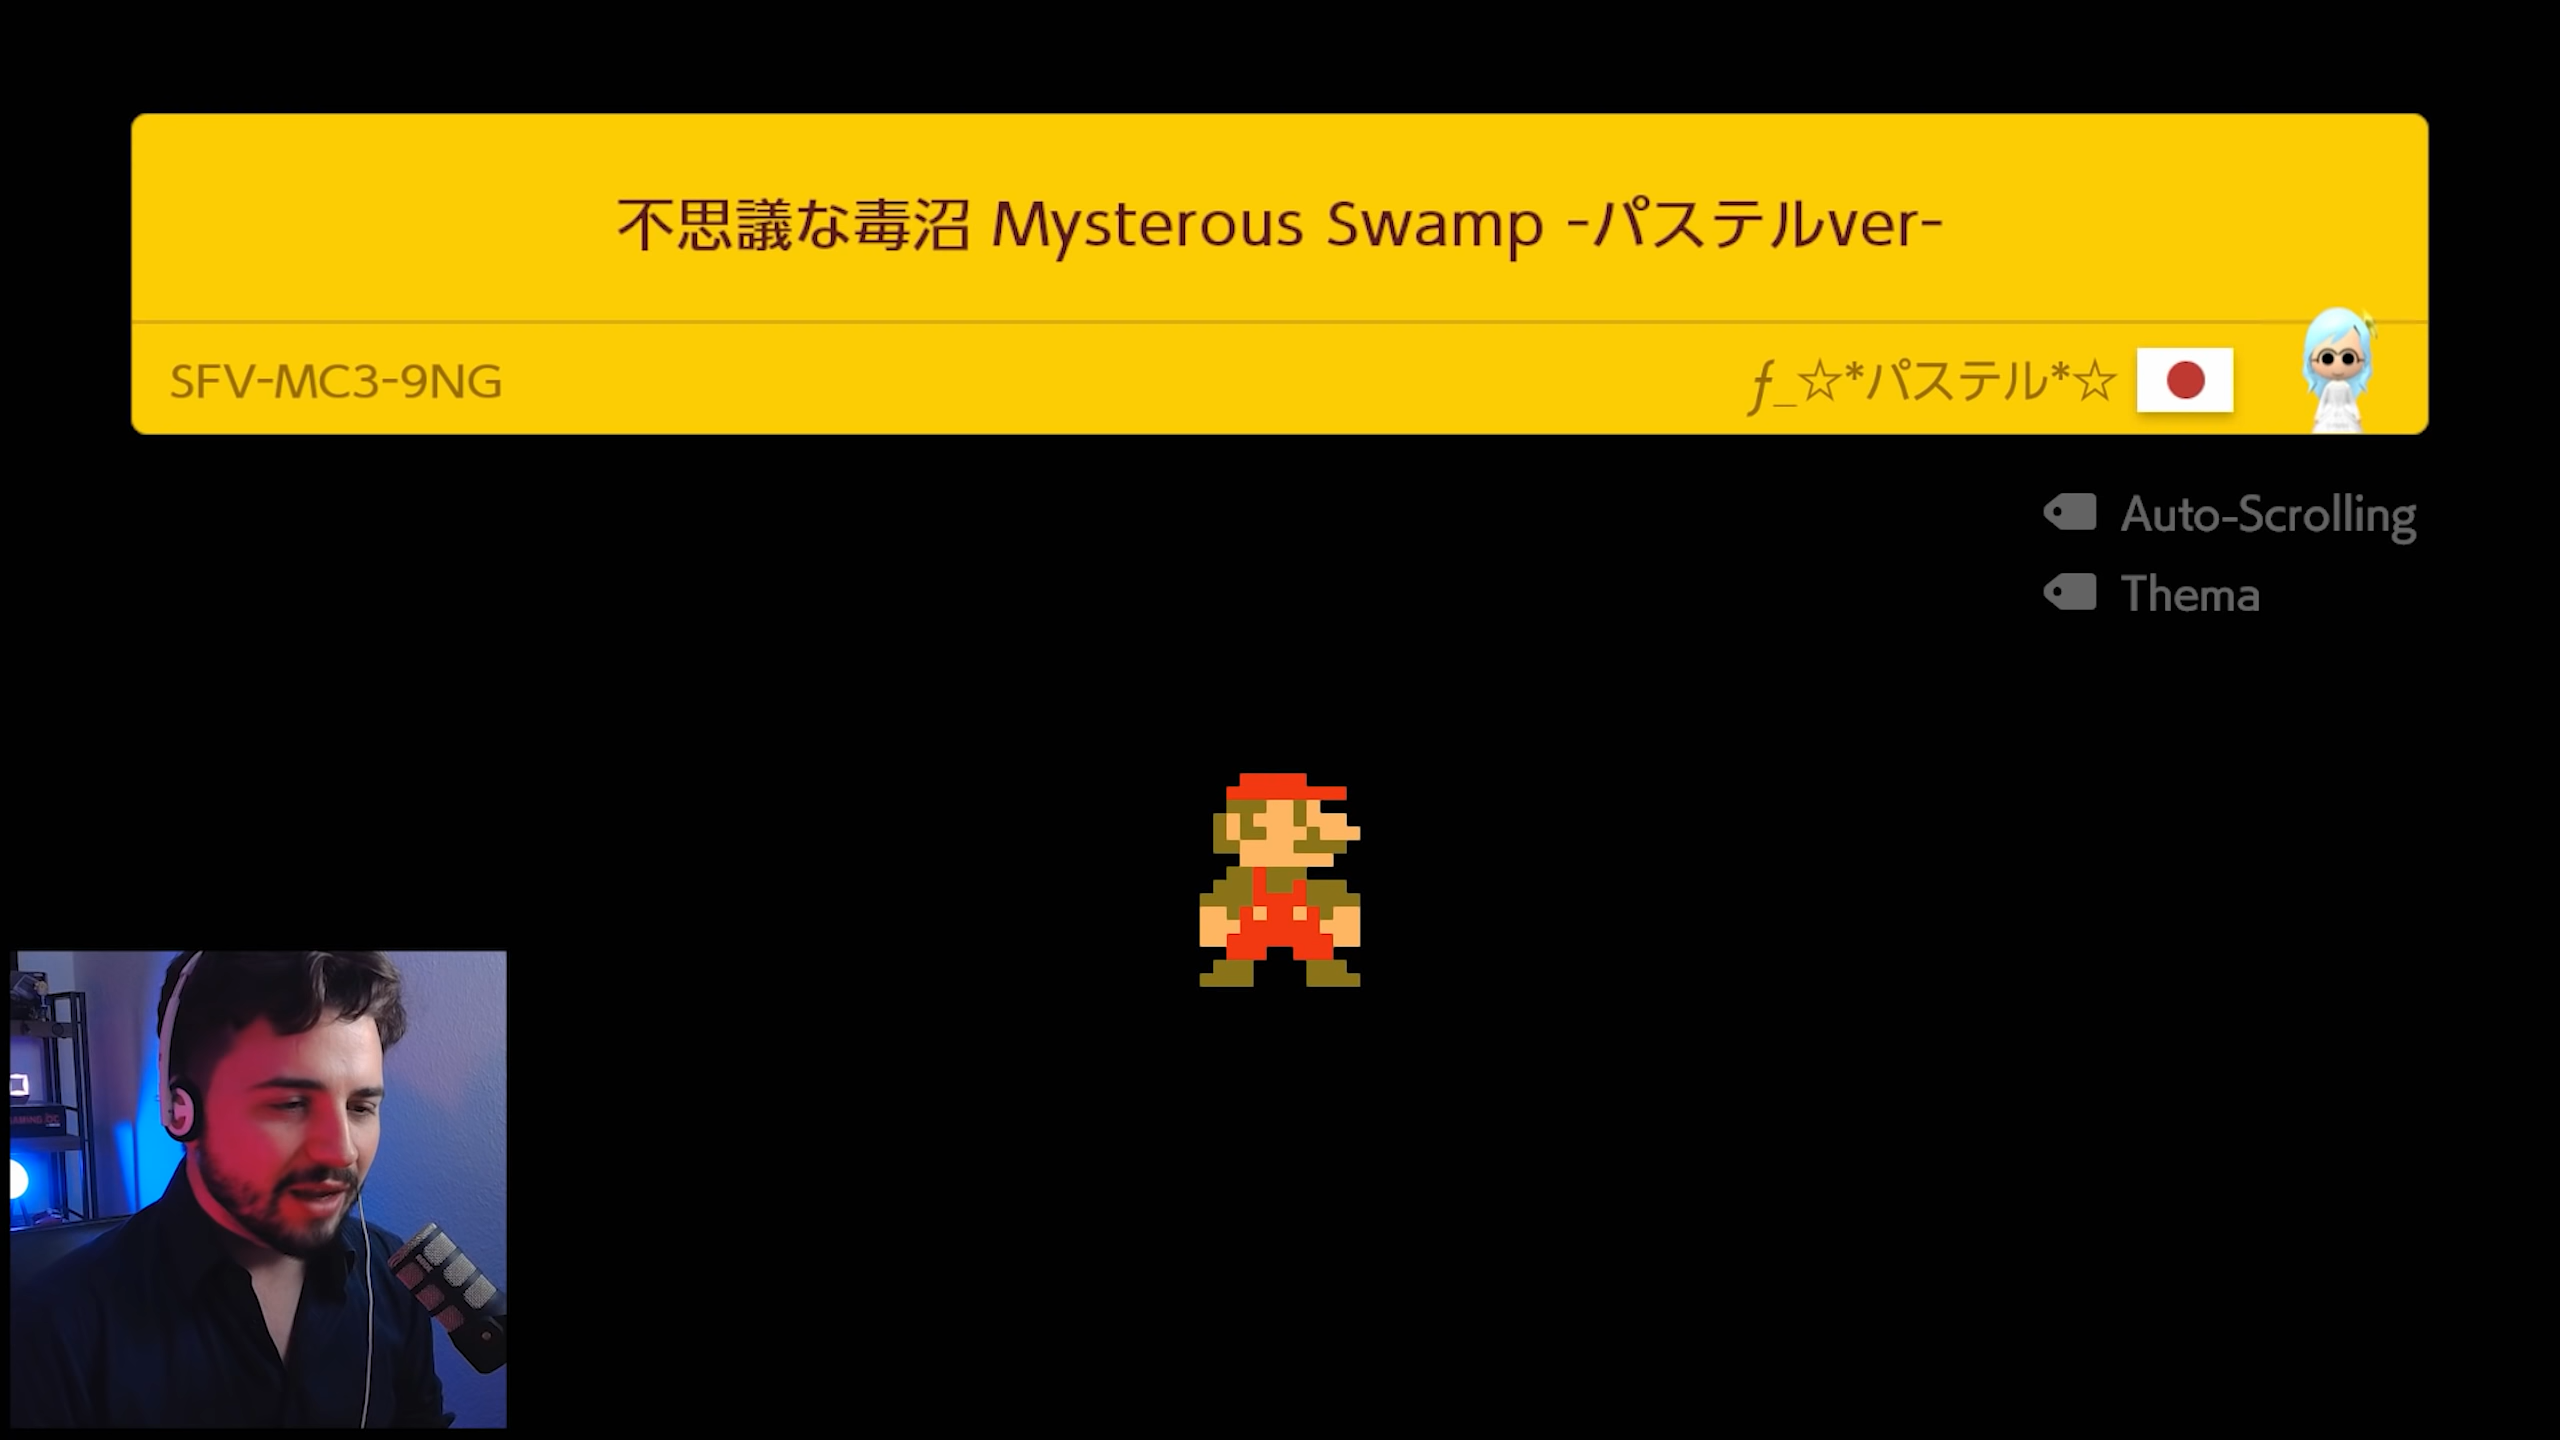 不思議な毒沼 Mysterous Swamp -パステルver-
SFV-MC3-9NG
ƒ_☆*パステル*☆
Auto-Scrolling
Thema